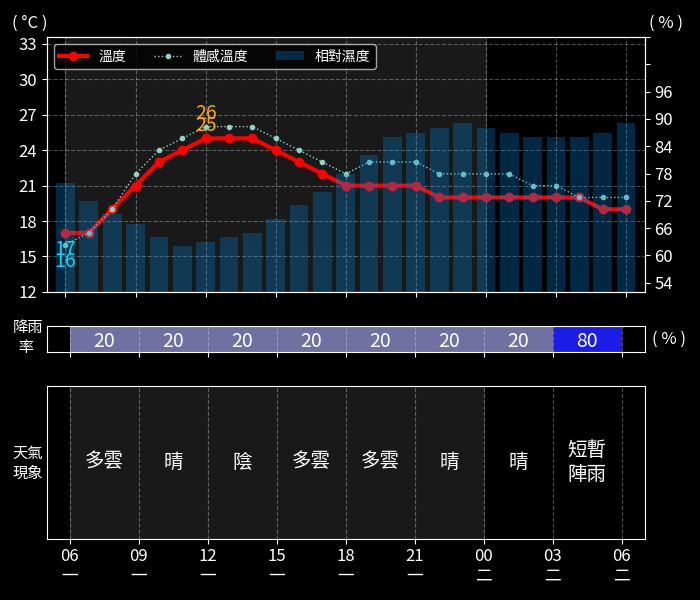 ( °C )
( % )
溫度
體感溫度
相對濕度
33
30
27
24
21
18
15
12
96
90
84
78
72
66
60
54
26
25
17
16
降雨
率
20 20 20 20 20 20 20 80
( % )
天氣
現象
多雲 晴 陰 多雲 多雲 晴 晴 短暫
陣雨
06 09 12 15 18 21 00 03 06
一 一 一 一 一 一 二 二 二